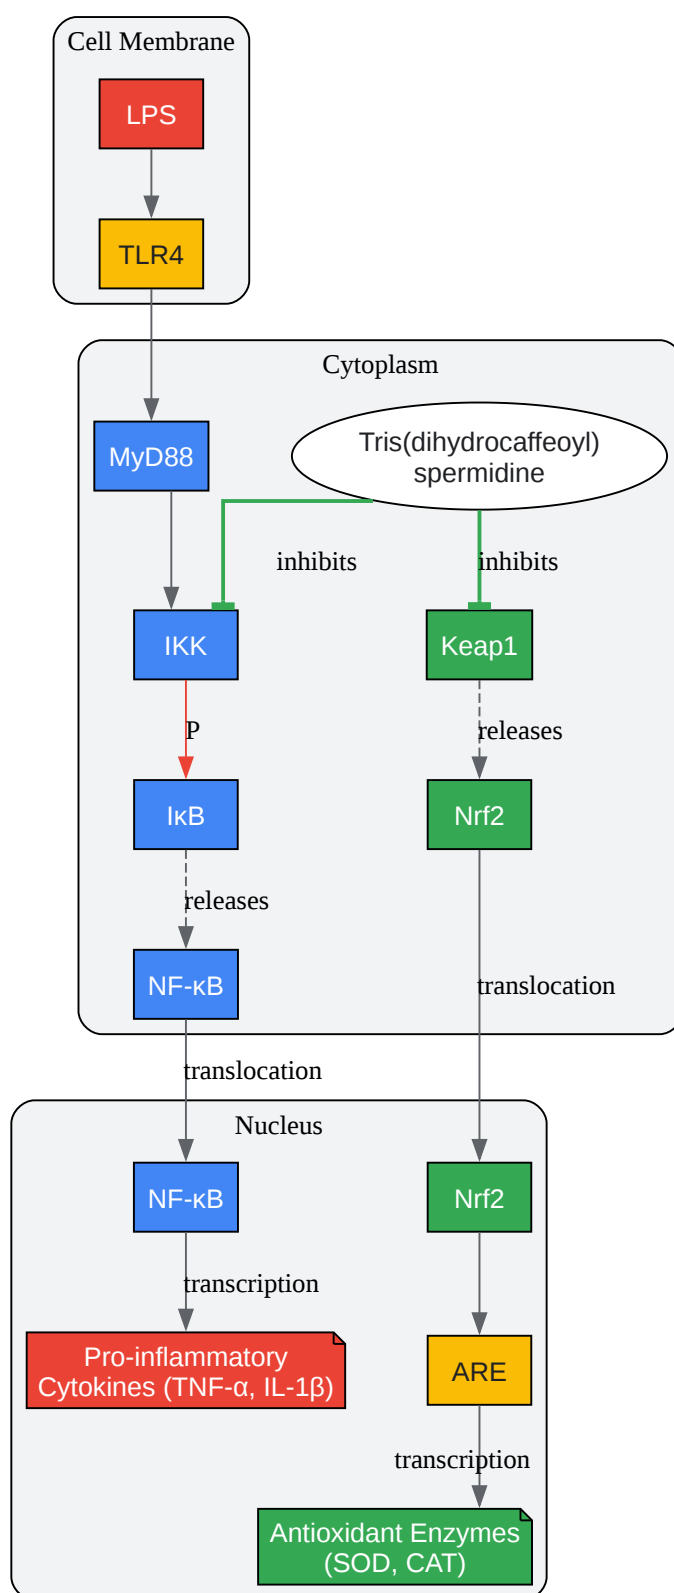 Cell Membrane
LPS
TLR4
Cytoplasm
MyD88
Tris(dihydrocaffeoyl)
spermidine
inhibits
inhibits
IKK
Keap1
P
releases
IκB
Nrf2
releases
NF-κB
translocation
translocation
Nucleus
NF-κB
Nrf2
transcription
Pro-inflammatory
Cytokines (TNF-α, IL-1β)
ARE
transcription
Antioxidant Enzymes
(SOD, CAT)